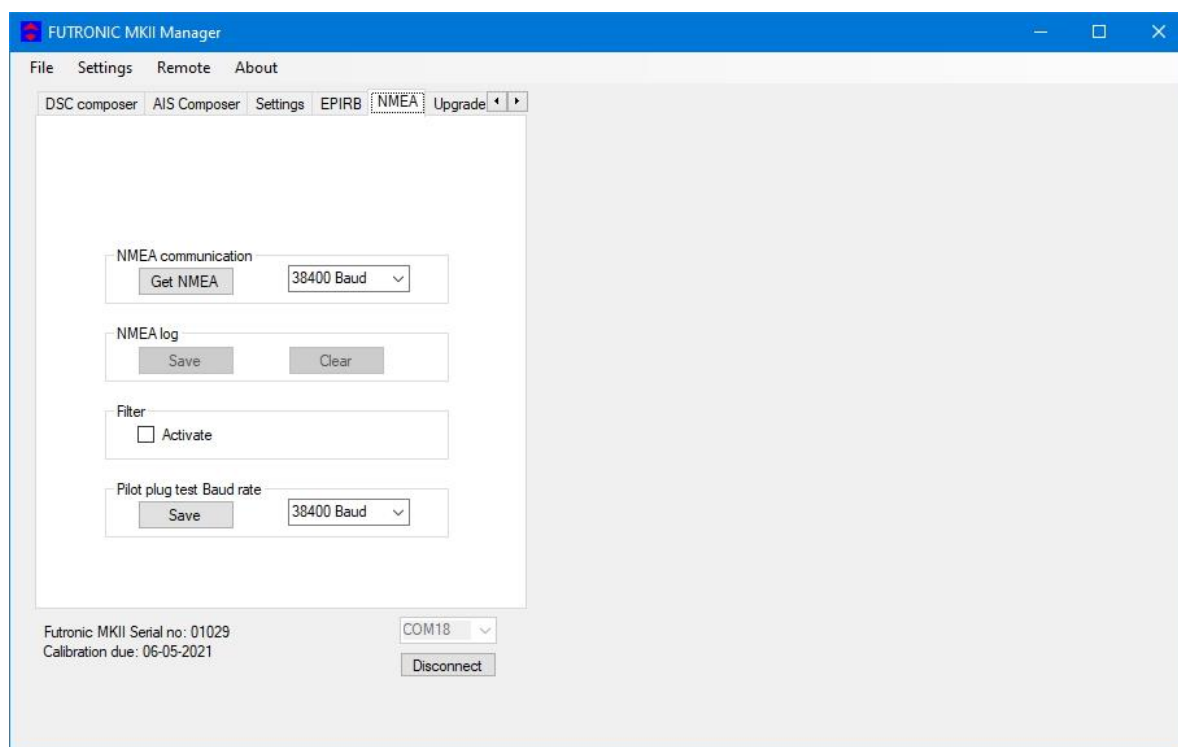 FUTRONIC MKII Manager
File Settings Remote About
DSC composer AIS Composer Settings EPIRB NMEA Upgrade
NMEA communication
Get NMEA 38400 Baud
NMEA log
Save Clear
Filter
Activate
Pilot plug test Baud rate
Save 38400 Baud
Futronic MKII Serial no: 01029 COM18
Calibration due: 06-05-2021
Disconnect